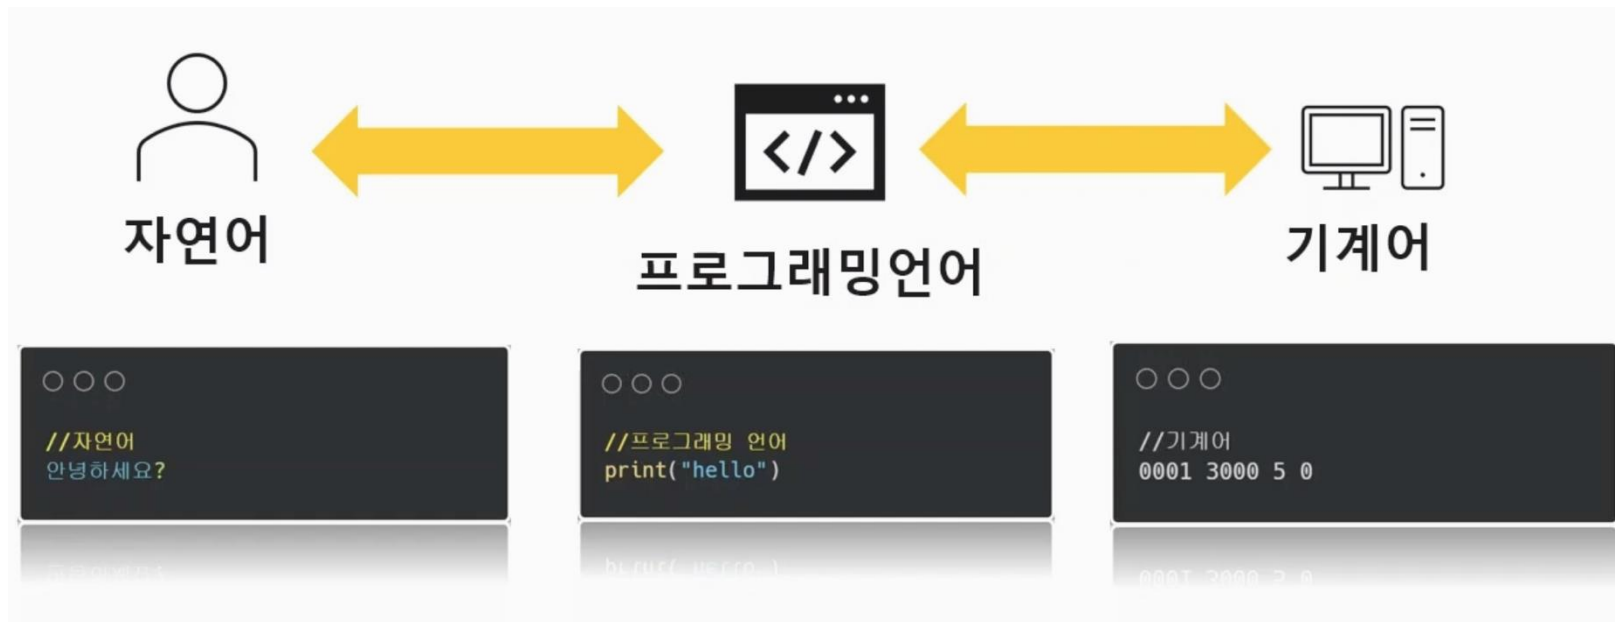 자연어
프로그래밍언어
기계어
//자연어
안녕하세요?
//프로그래밍 언어
print("hello")
//기계어
0001 3000 5 0